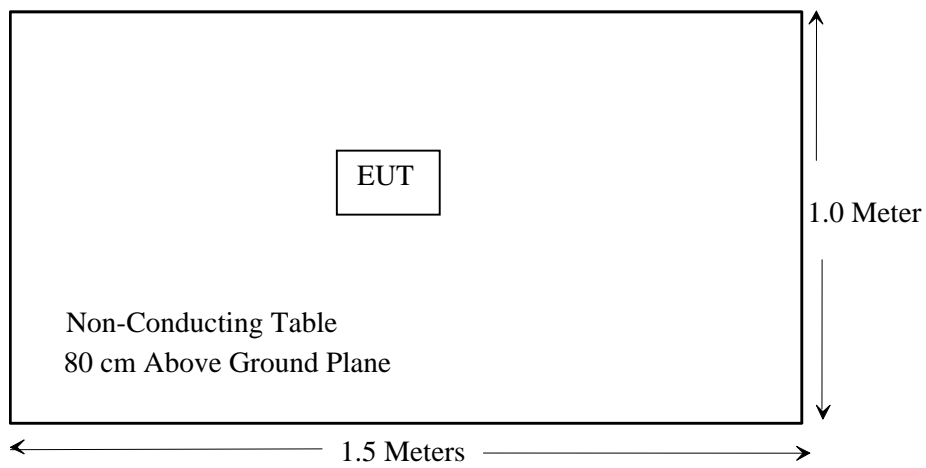 EUT
1.0 Meter
Non-Conducting Table
80 cm Above Ground Plane
1.5 Meters